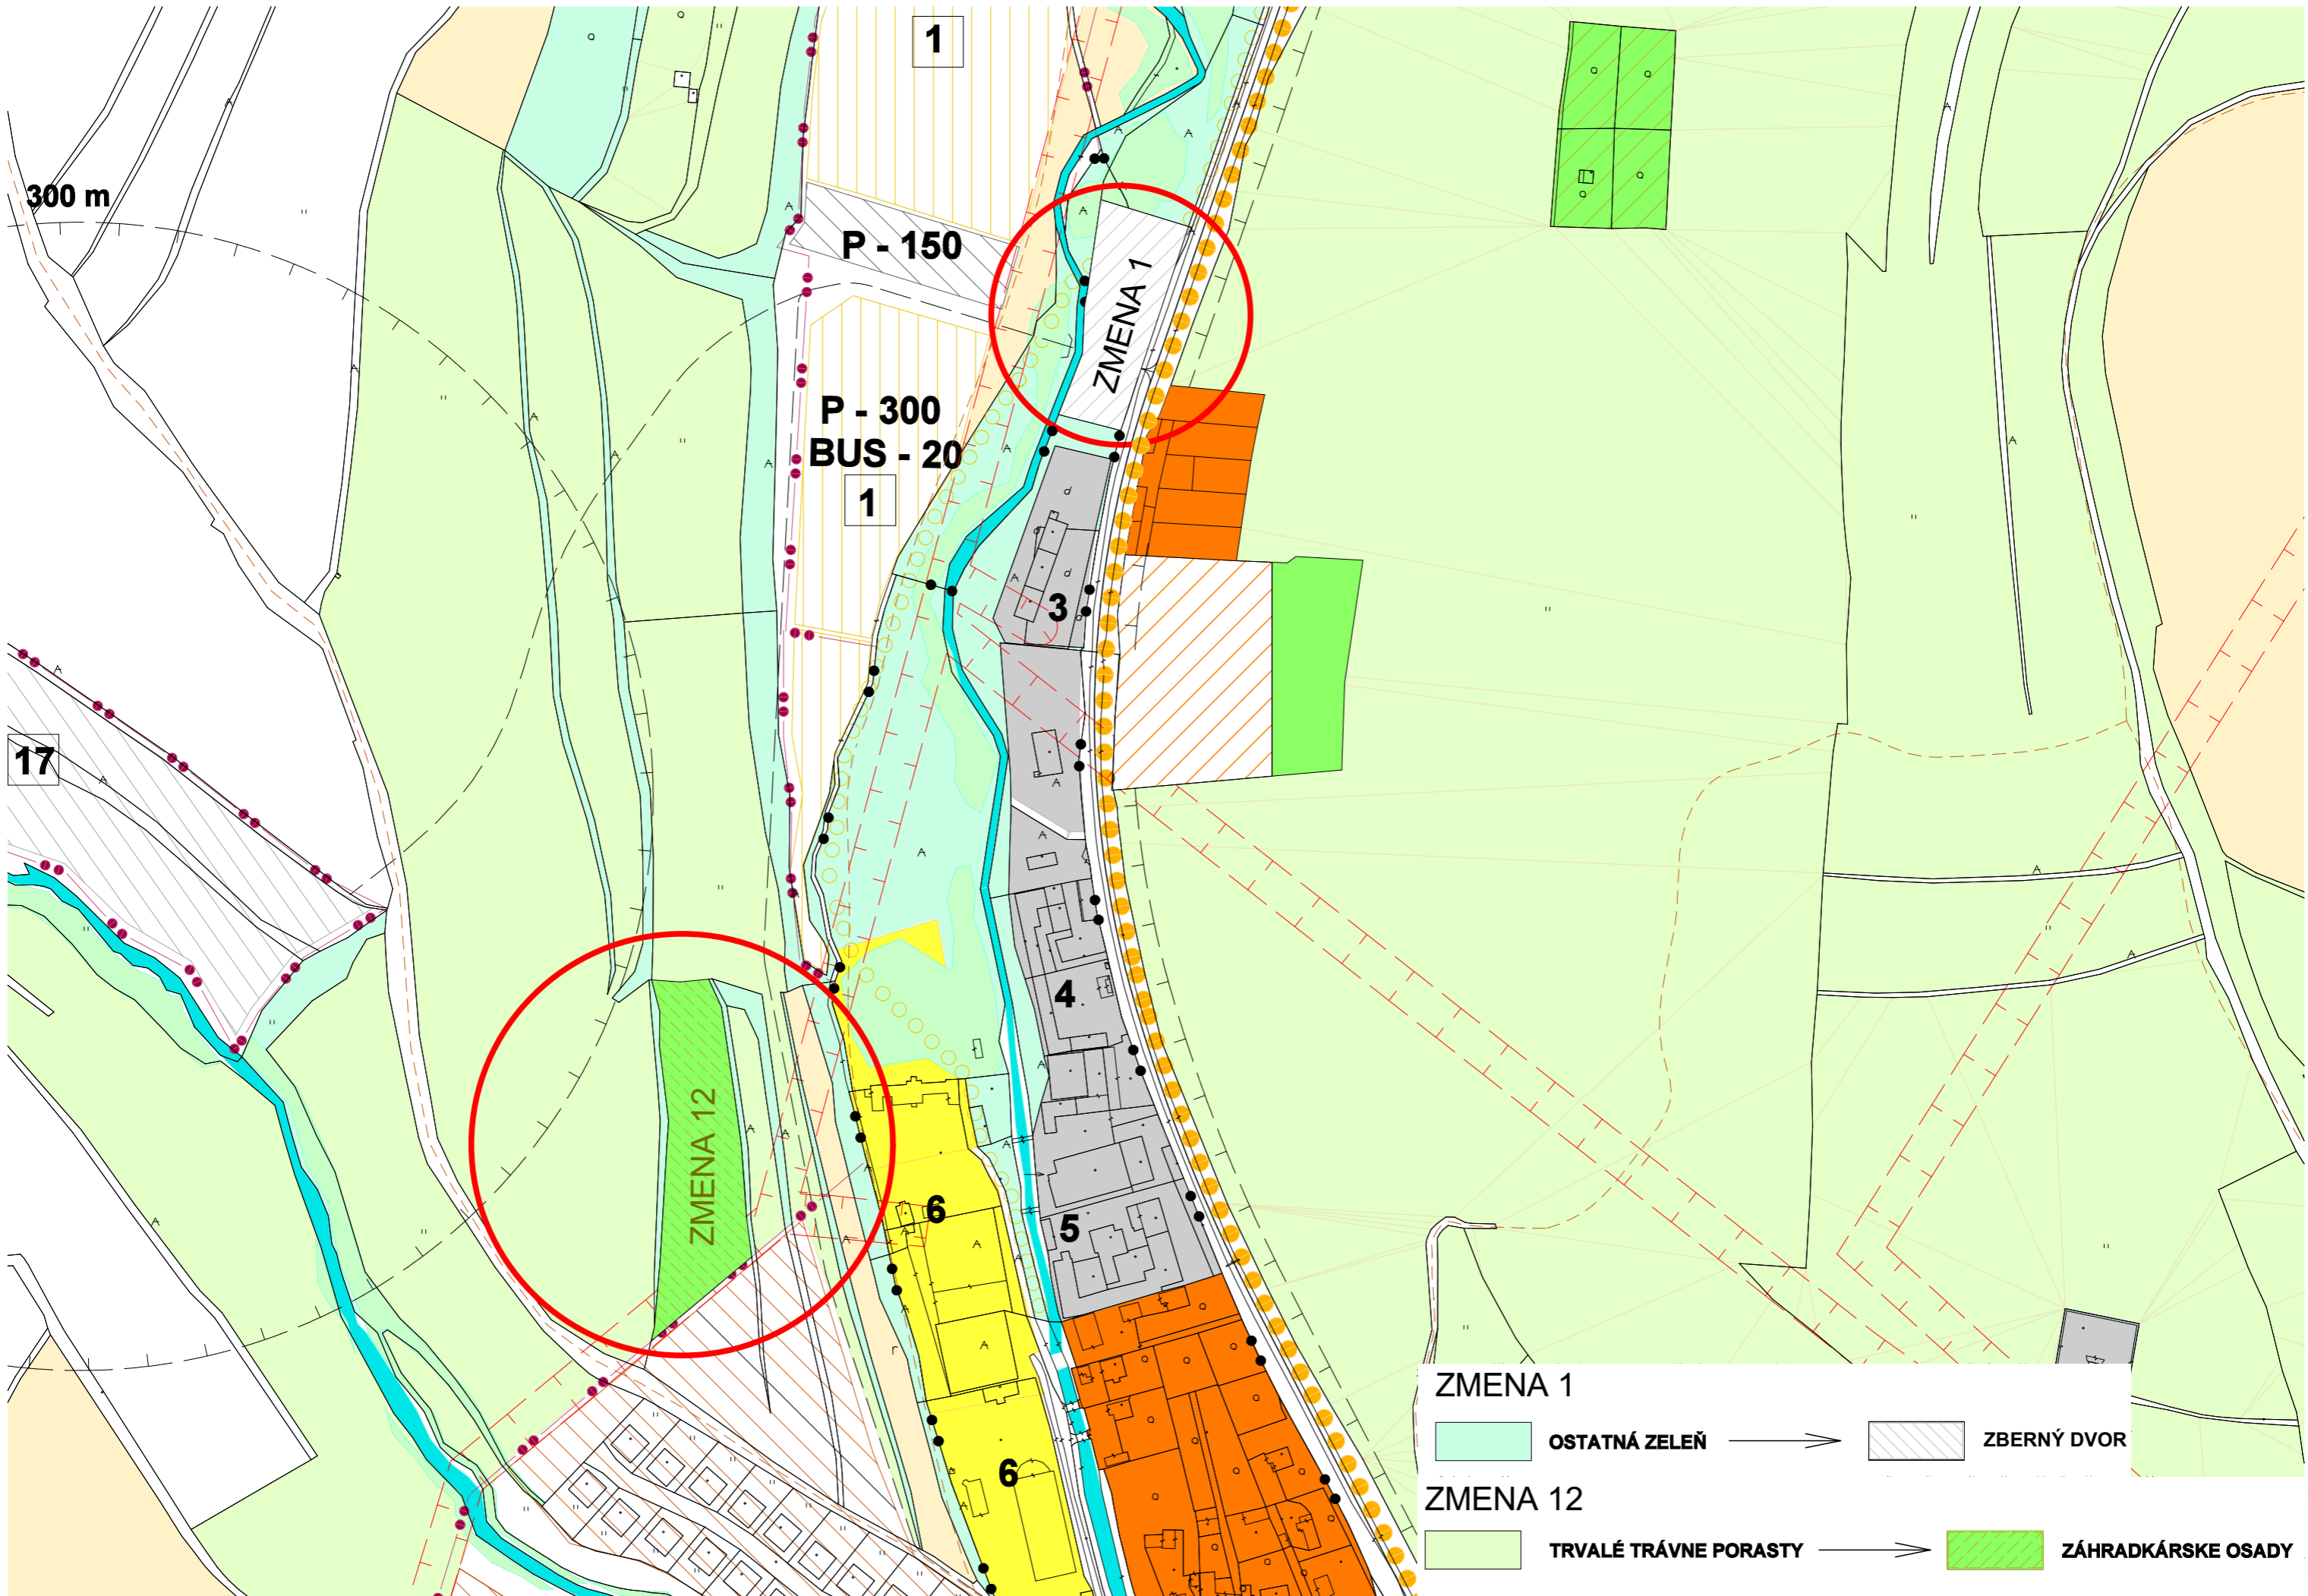 1
300 m
P - 150
ZMENA 1
P - 300
BUS - 20
1
3
17
4
ZMENA 12
6
5
6
ZMENA 1
OSTATNÁ ZELEŇ
ZBERNÝ DVOR
ZMENA 12
TRVALÉ TRÁVNE PORASTY
ZÁHRADKÁRSKE OSADY